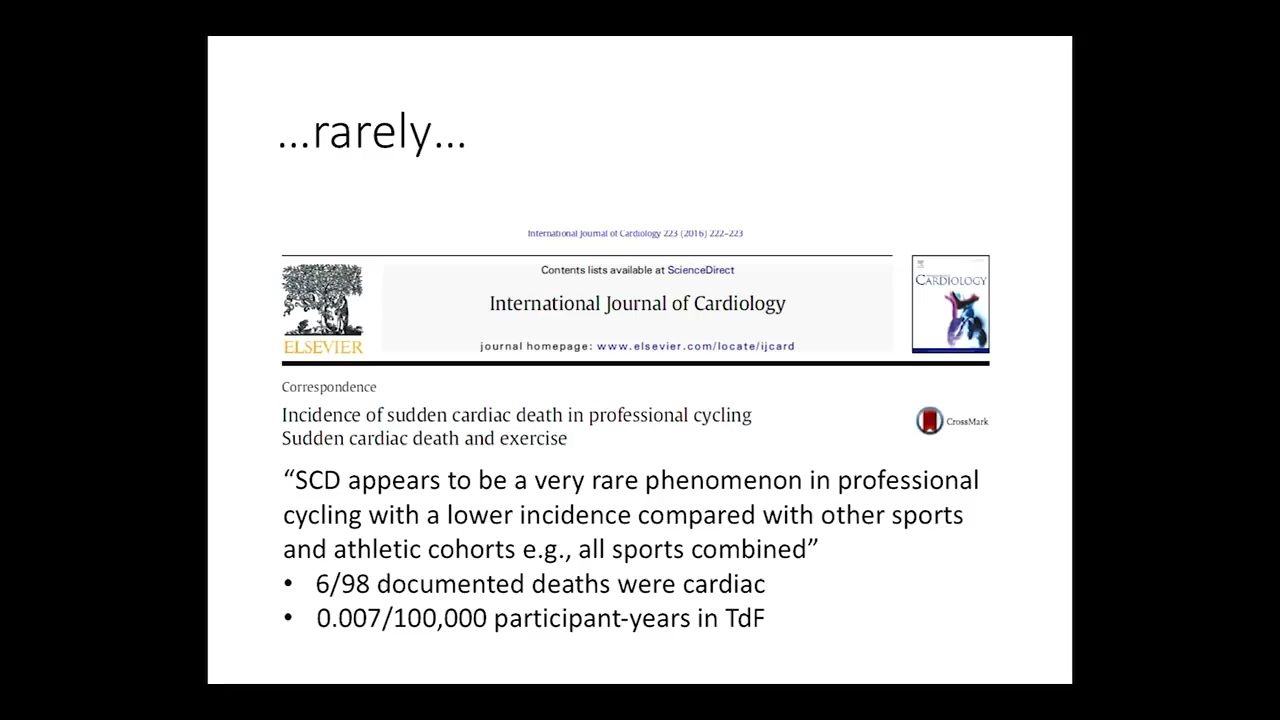 ...rarely...
International Journal of Cardiology 223 (2016) 222–223
Contents lists available at ScienceDirect
International Journal of Cardiology
journal homepage: www.elsevier.com/locate/ijcard
ELSEVIER
CARDIOLOGY
Correspondence
Incidence of sudden cardiac death in professional cycling
Sudden cardiac death and exercise
CrossMark
“SCD appears to be a very rare phenomenon in professional
cycling with a lower incidence compared with other sports
and athletic cohorts e.g., all sports combined”
• 6/98 documented deaths were cardiac
• 0.007/100,000 participant-years in TdF